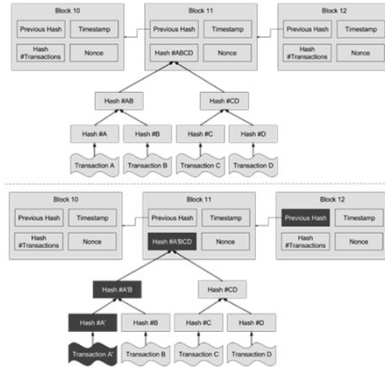 Block 10
Block 11
Block 12
Previous Hash
Timestamp
Previous Hash
Timestamp
Previous Hash
Timestamp
Hash
#Transactions
Nonce
Hash #ABCD
Nonce
Hash
#Transactions
Nonce
Hash #AB
Hash #CD
Hash #A
Hash #B
Hash #C
Hash #D
Transaction A
Transaction B
Transaction C
Transaction D
Block 10
Block 11
Block 12
Previous Hash
Timestamp
Previous Hash
Timestamp
Previous Hash
Timestamp
Hash
#Transactions
Nonce
Hash #A'BCD
Nonce
Hash
#Transactions
Nonce
Hash #A'B
Hash #CD
Hash #A'
Hash #B
Hash #C
Hash #D
Transaction A'
Transaction B
Transaction C
Transaction D